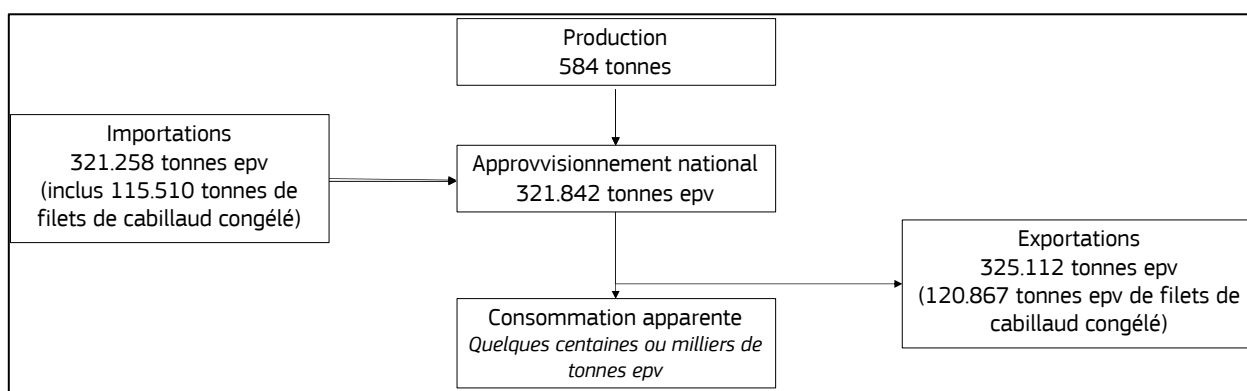 Production
584 tonnes
Importations
321.258 tonnes epv
(inclus 115.510 tonnes de
filets de cabillaud congélé)
Approvvisionnement national
321.842 tonnes epv
Exportations
325.112 tonnes epv
(120.867 tonnes epv de filets de
cabillaud congélé)
Consommation apparente
Quelques centaines ou milliers de
tonnes epv